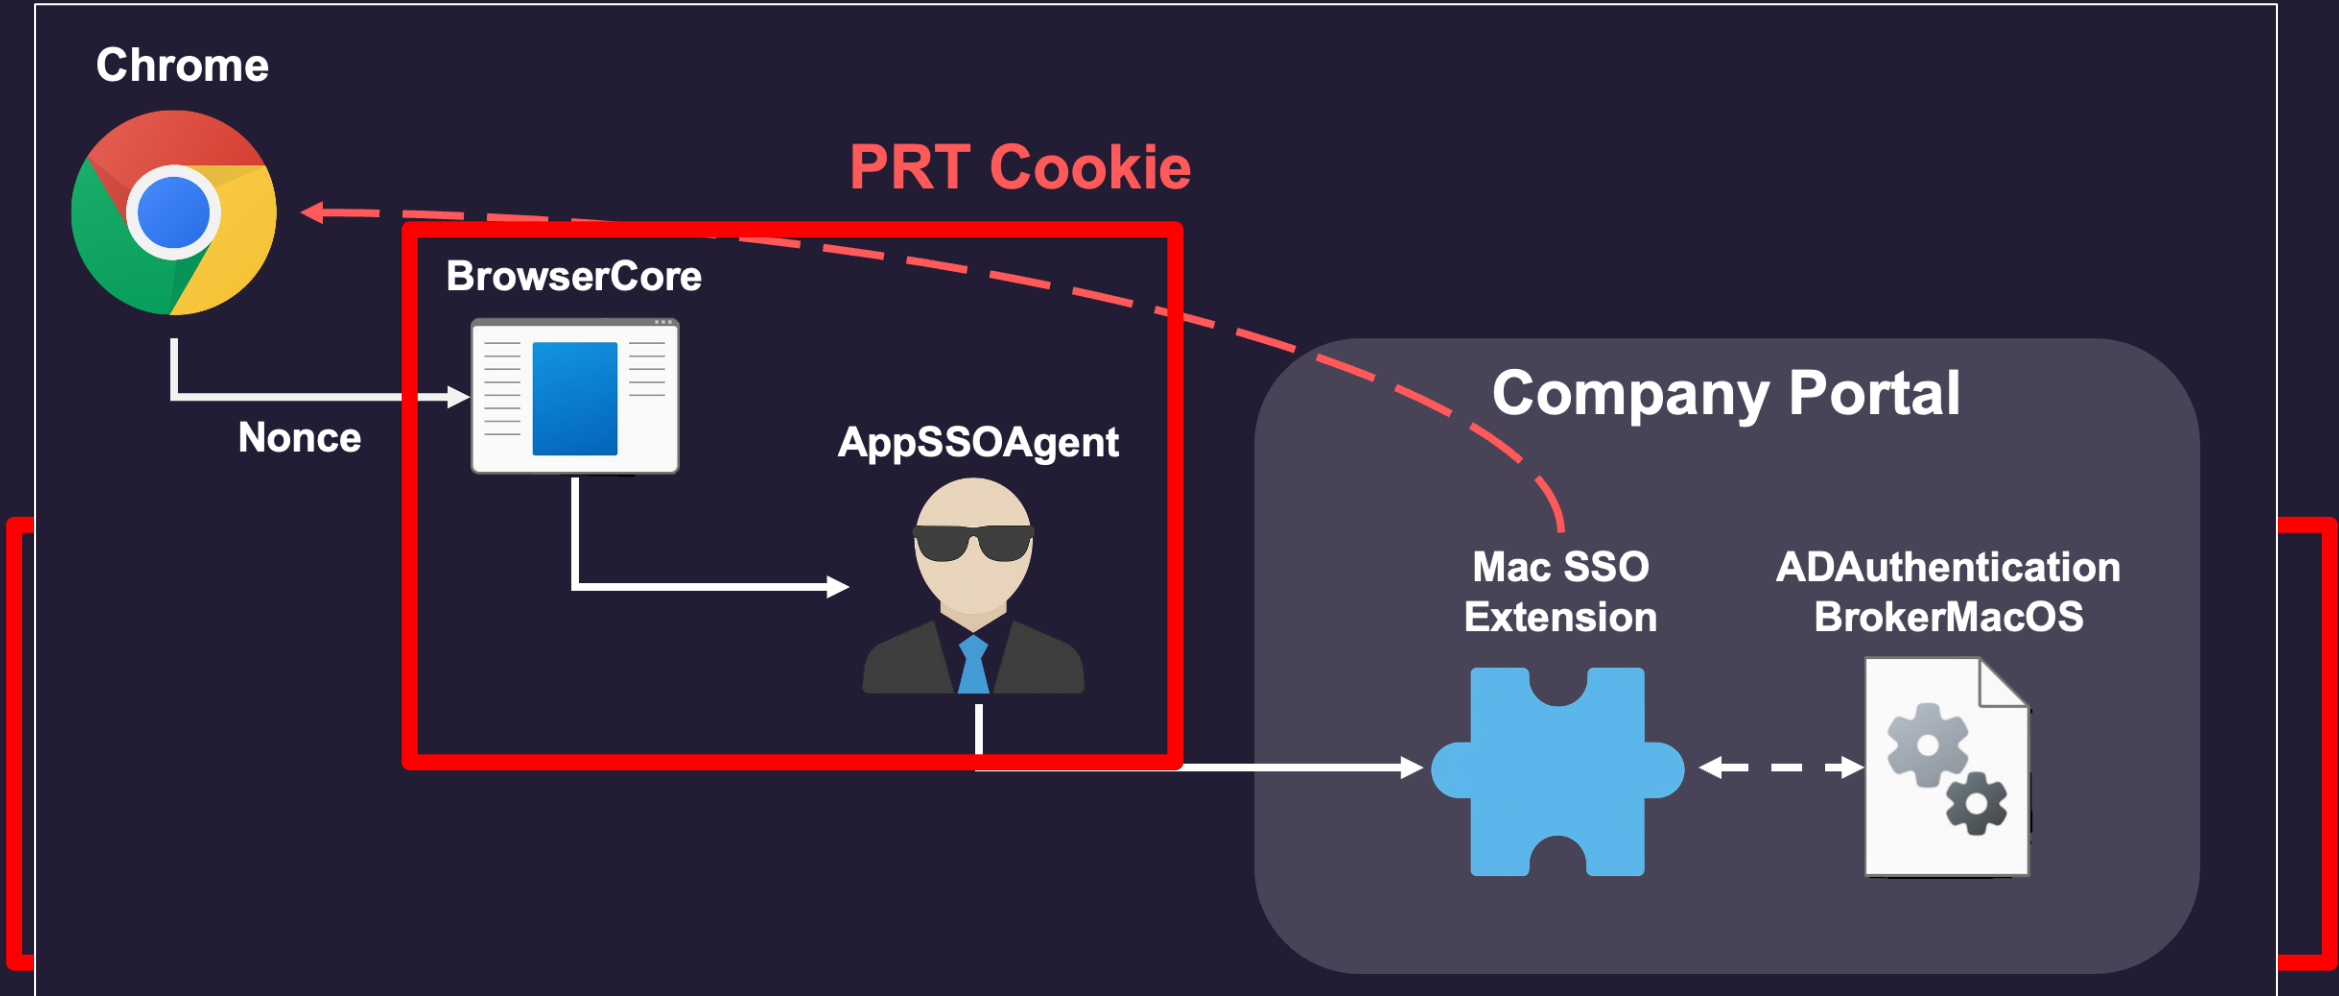 Chrome
PRT Cookie
BrowserCore
Nonce
AppSSOAgent
Company Portal
Mac SSO
Extension
ADAuthentication
BrokerMacOS